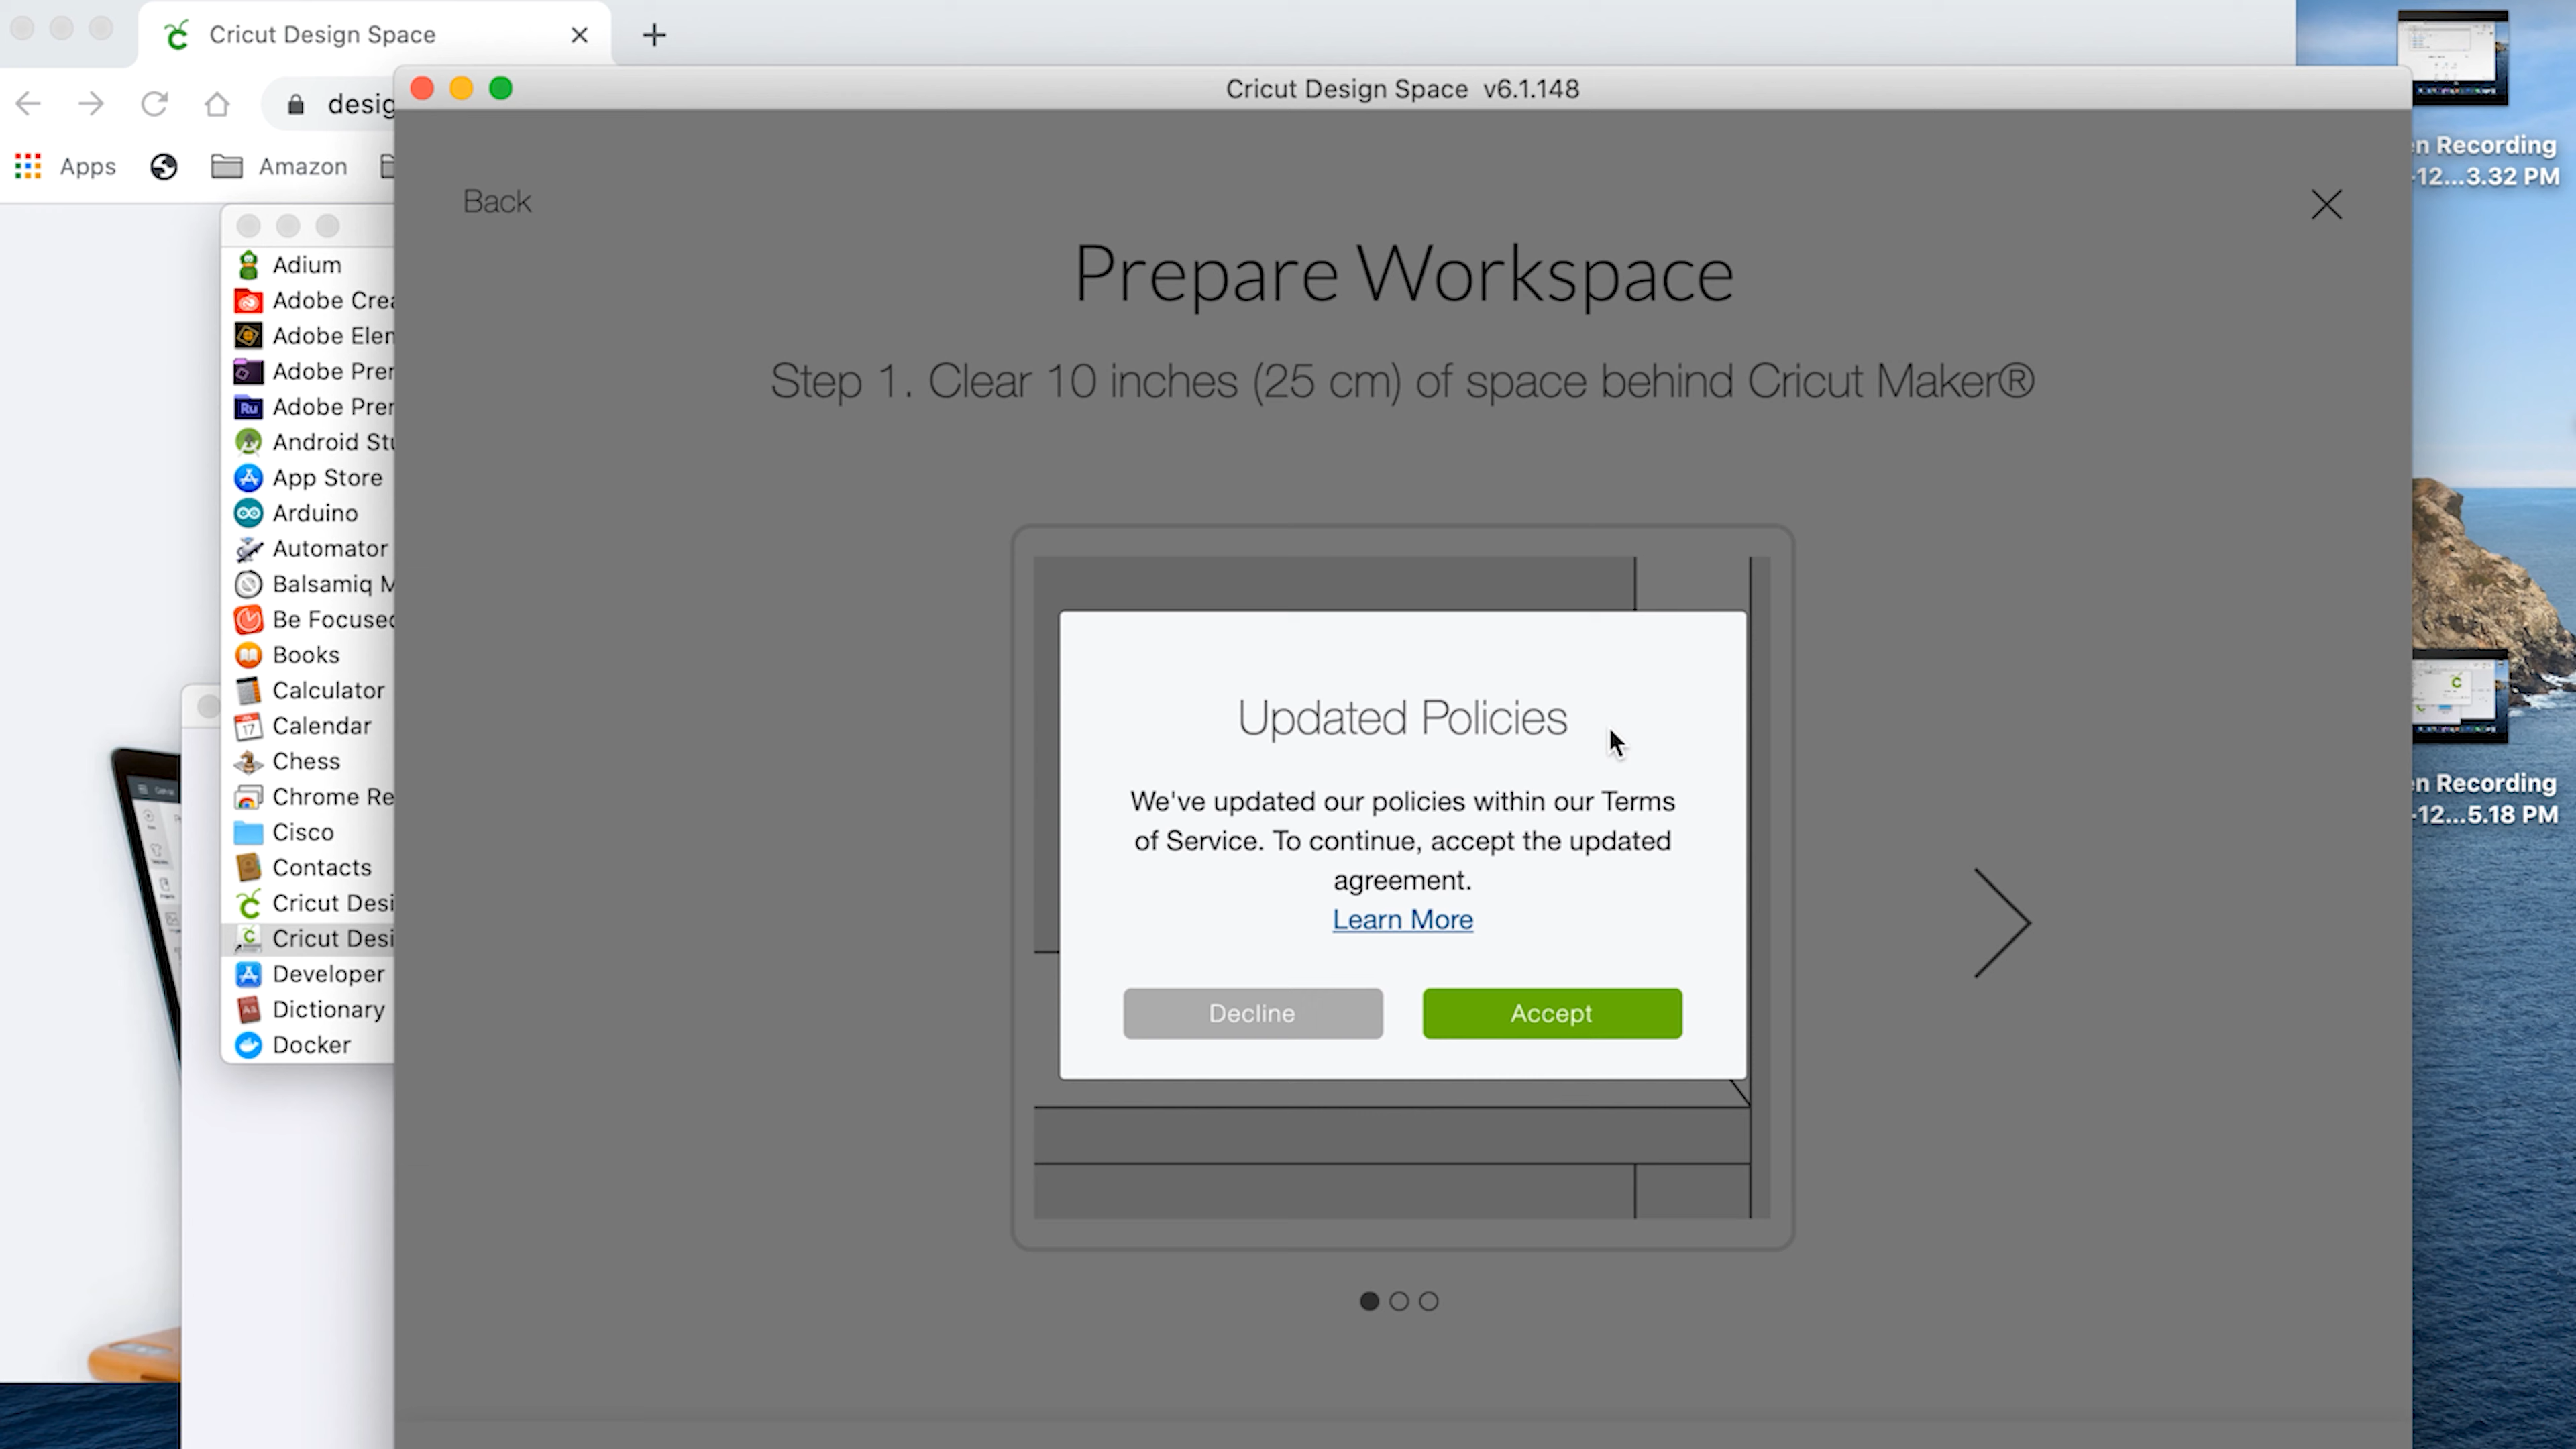 Cricut Design Space
Cricut Design Space v6.1.148
desig
Apps
Amazon
en Recording
-12...3.32 PM
Back
Prepare Workspace
Step 1. Clear 10 inches (25 cm) of space behind Cricut Maker®
Adium
Adobe Crea
Adobe Elen
Adobe Prer
Adobe Prer
Android Stu
App Store
Arduino
Automator
Balsamiq M
Be Focused
Books
Calculator
Calendar
Chess
Chrome Re
Cisco
Contacts
Cricut Desi
Cricut Desi
Developer
Dictionary
Docker
Updated Policies
We've updated our policies within our Terms
of Service. To continue, accept the updated
agreement.
Learn More
Decline
Accept
en Recording
-12...5.18 PM